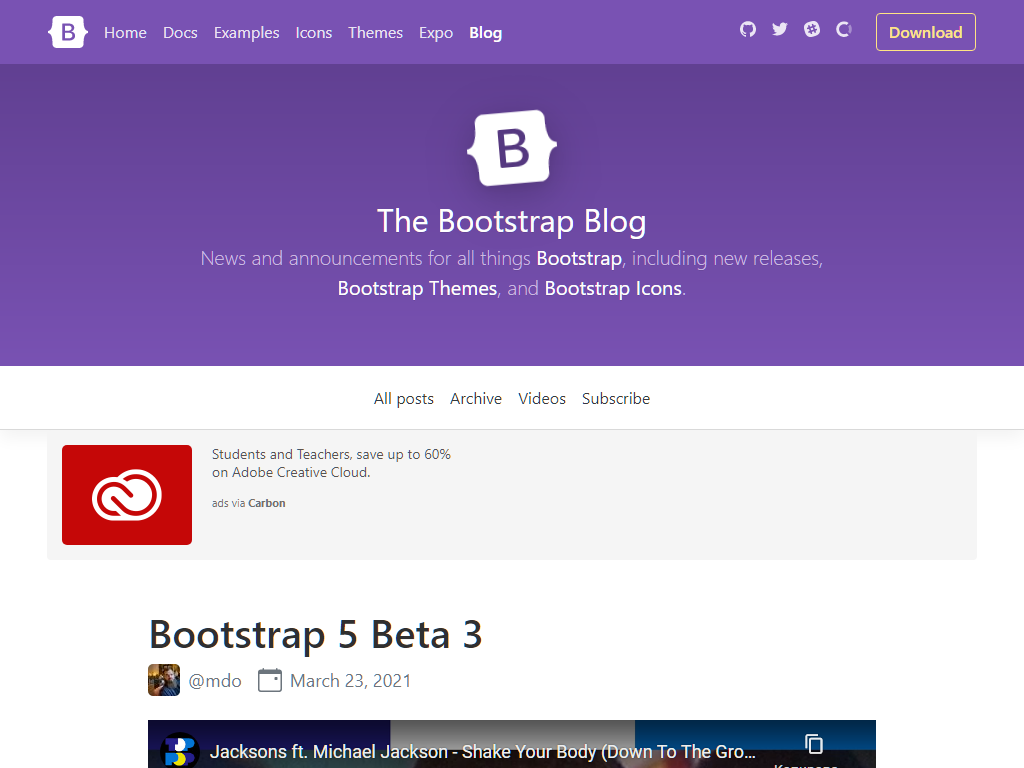 B Home Docs Examples Icons Themes Expo Blog Download
B
The Bootstrap Blog
News and announcements for all things Bootstrap, including new releases,
Bootstrap Themes, and Bootstrap Icons.
All posts Archive Videos Subscribe
Students and Teachers, save up to 60%
on Adobe Creative Cloud.
ads via Carbon
Bootstrap 5 Beta 3
@mdo March 23, 2021
Jacksons ft. Michael Jackson - Shake Your Body (Down To The Gro...